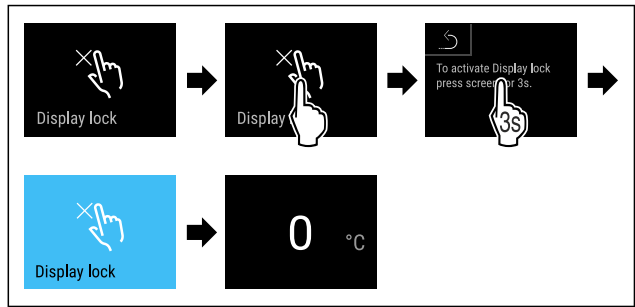 Display lock
Display
To activate Display lock
press screen for 3s.
3s
Display lock
0 °C